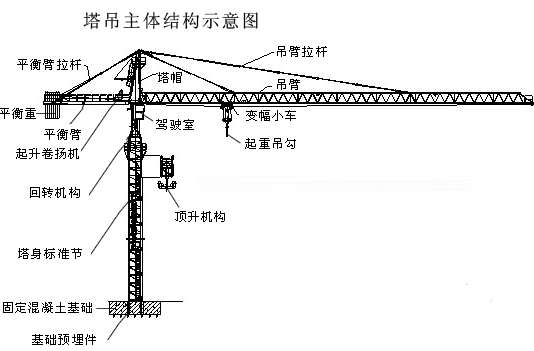 塔吊主体结构示意图
吊臂拉杆
平衡臂拉杆
塔帽
吊臂
平衡重
变幅小车
驾驶室
平衡臂
起重吊勾
起升卷扬机
回转机构
顶升机构
塔身标准节
固定混凝土基础
基础预埋件